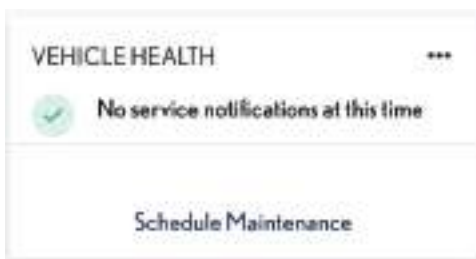 VEHICLE HEALTH
•••
No service notifications at this time
Schedule Maintenance